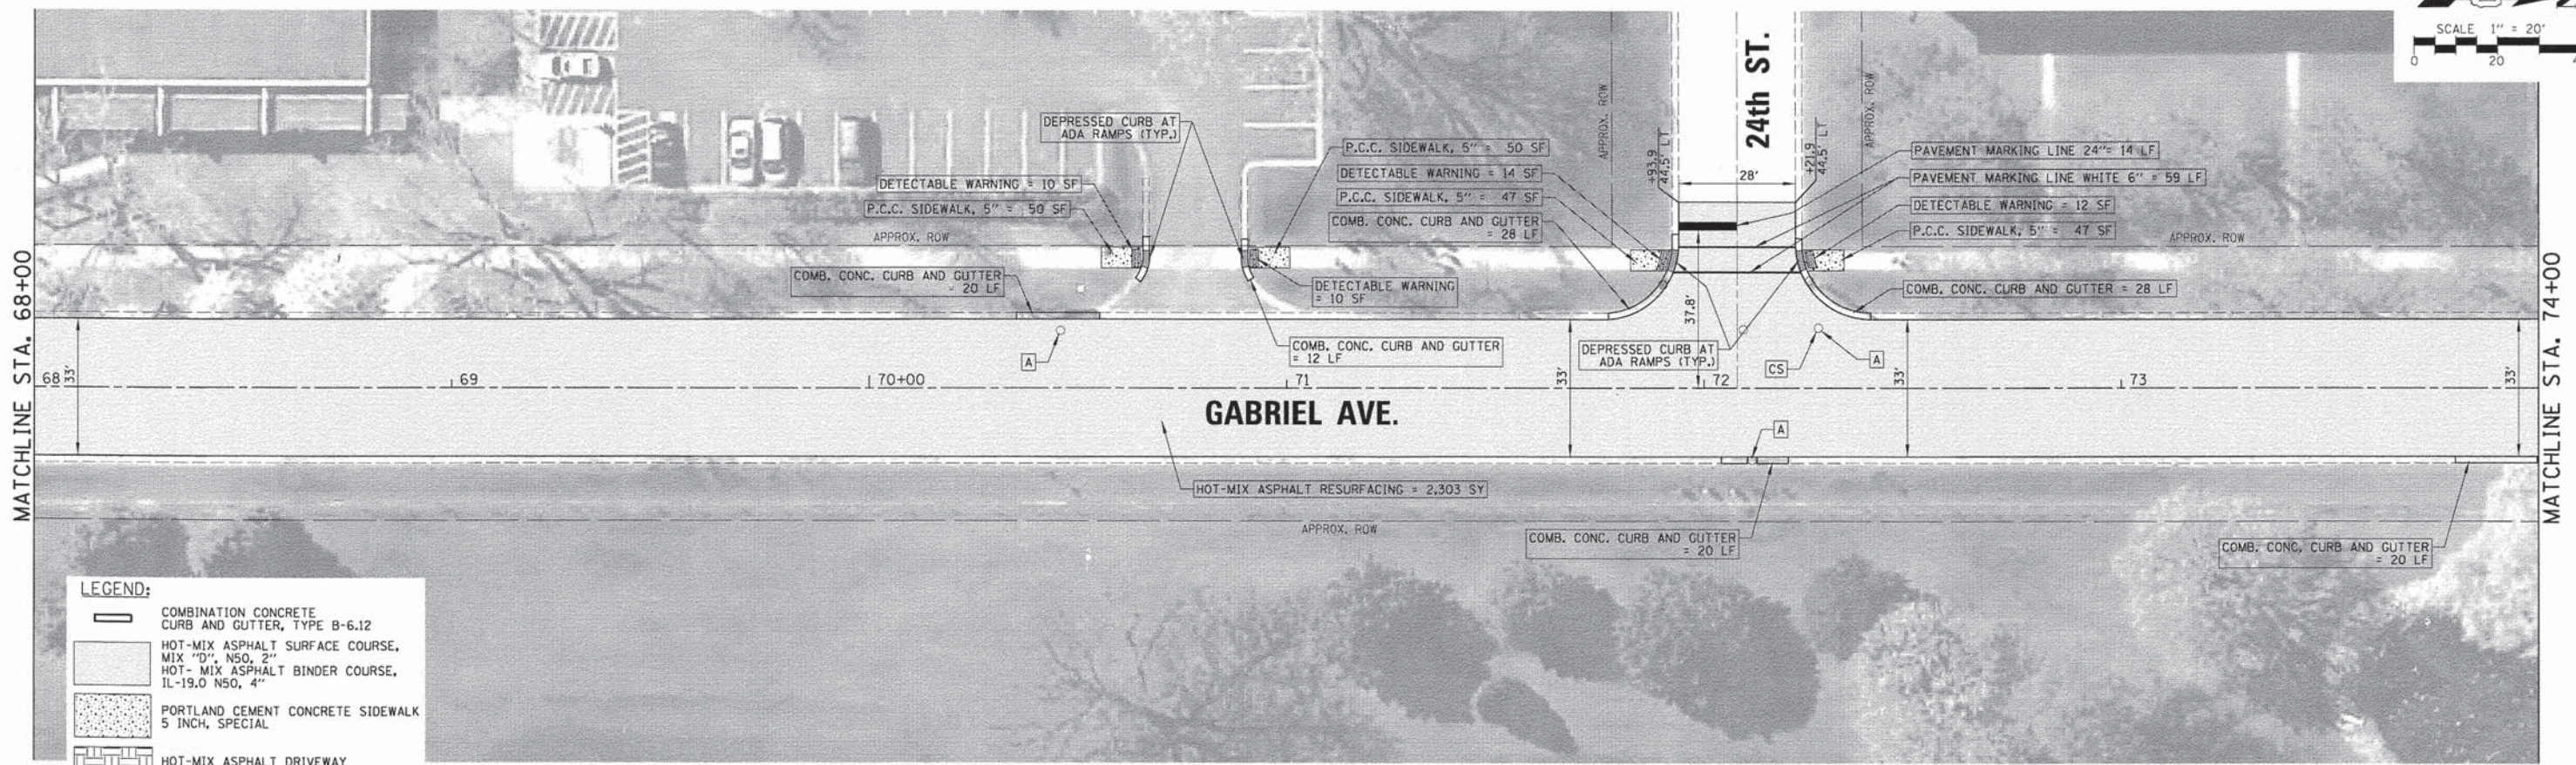 SCALE 1" = 20'
0 20
24th ST.
APPROX. ROW
APPROX. ROW
+93.9
44.5' LT
+21.9
44.5' LT
28'
DEPRESSED CURB AT
ADA RAMPS (TYP.)
P.C.C. SIDEWALK, 5" = 50 SF
DETECTABLE WARNING = 14 SF
P.C.C. SIDEWALK, 5" = 47 SF
COMB. CONC. CURB AND GUTTER
= 28 LF
PAVEMENT MARKING LINE 24"= 14 LF
PAVEMENT MARKING LINE WHITE 6" = 59 LF
DETECTABLE WARNING = 12 SF
P.C.C. SIDEWALK, 5" = 47 SF
DETECTABLE WARNING = 10 SF
P.C.C. SIDEWALK, 5" = 50 SF
APPROX. ROW
APPROX. ROW
COMB. CONC. CURB AND GUTTER
= 20 LF
DETECTABLE WARNING
= 10 SF
COMB. CONC. CURB AND GUTTER = 28 LF
37.8'
A
COMB. CONC. CURB AND GUTTER
= 12 LF
DEPRESSED CURB AT
ADA RAMPS (TYP.)
CS
A
MATCHLINE STA. 68+00
68
33'
69
70+00
71
33'
72
33'
73
33'
MATCHLINE STA. 74+00
GABRIEL AVE.
A
HOT-MIX ASPHALT RESURFACING = 2,303 SY
APPROX. ROW
COMB. CONC. CURB AND GUTTER
= 20 LF
COMB. CONC. CURB AND GUTTER
= 20 LF
LEGEND:
COMBINATION CONCRETE
CURB AND GUTTER, TYPE B-6.12
HOT-MIX ASPHALT SURFACE COURSE,
MIX "D", N50, 2"
HOT- MIX ASPHALT BINDER COURSE,
IL-19.0 N50, 4"
PORTLAND CEMENT CONCRETE SIDEWALK
5 INCH, SPECIAL
HOT-MIX ASPHALT DRIVEWAY